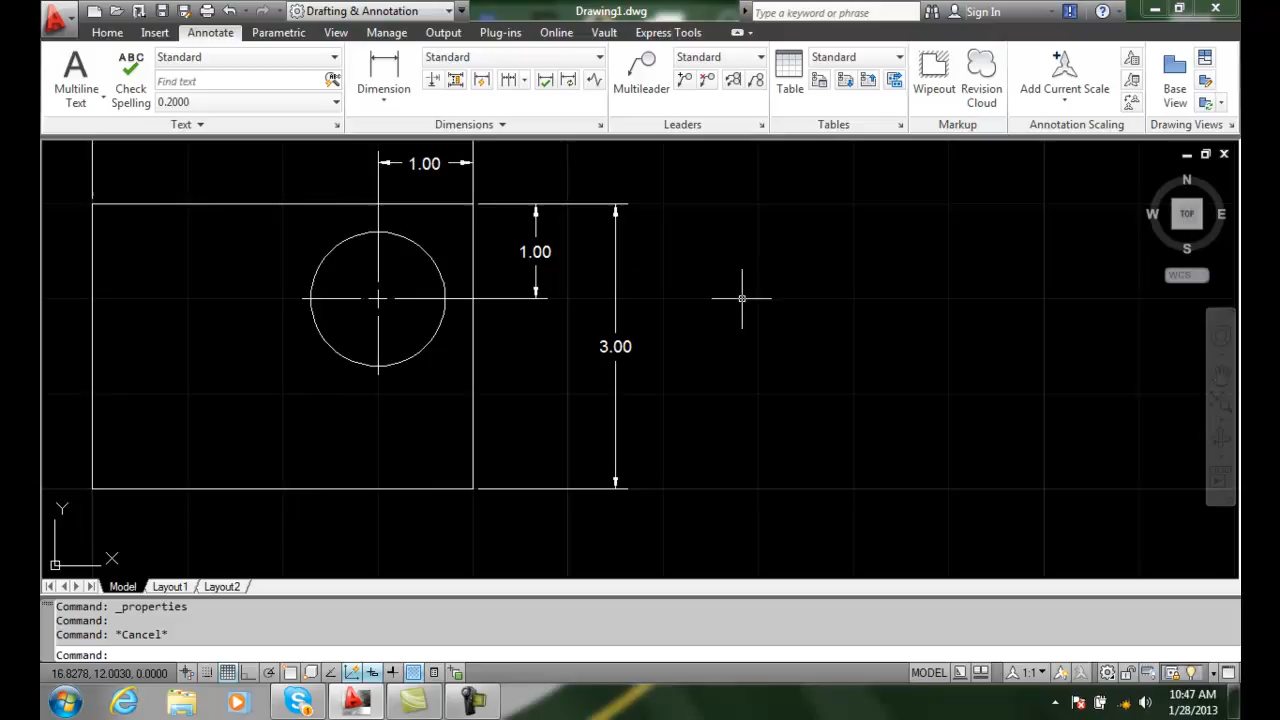 Drafting & Annotation
Drawing1.dwg
Type a keyword or phrase
Sign In
Home Insert Annotate Parametric View Manage Output Plug-ins Online Vault Express Tools
Multiline Text
ABC
Check Spelling
Standard
Find text
0.2000
Dimension
Standard
Multileader
Standard
Table
Standard
Wipeout
Revision Cloud
Add Current Scale
Base View
Text
Dimensions
Leaders
Tables
Markup
Annotation Scaling
Drawing Views
1.00
1.00
3.00
N
W TOP E
S
WCS
Y
X
Model Layout1 Layout2
Command: _properties
Command:
Command: *Cancel*
Command:
16.8278, 12.0030, 0.0000
MODEL
1:1
10:47 AM
1/28/2013